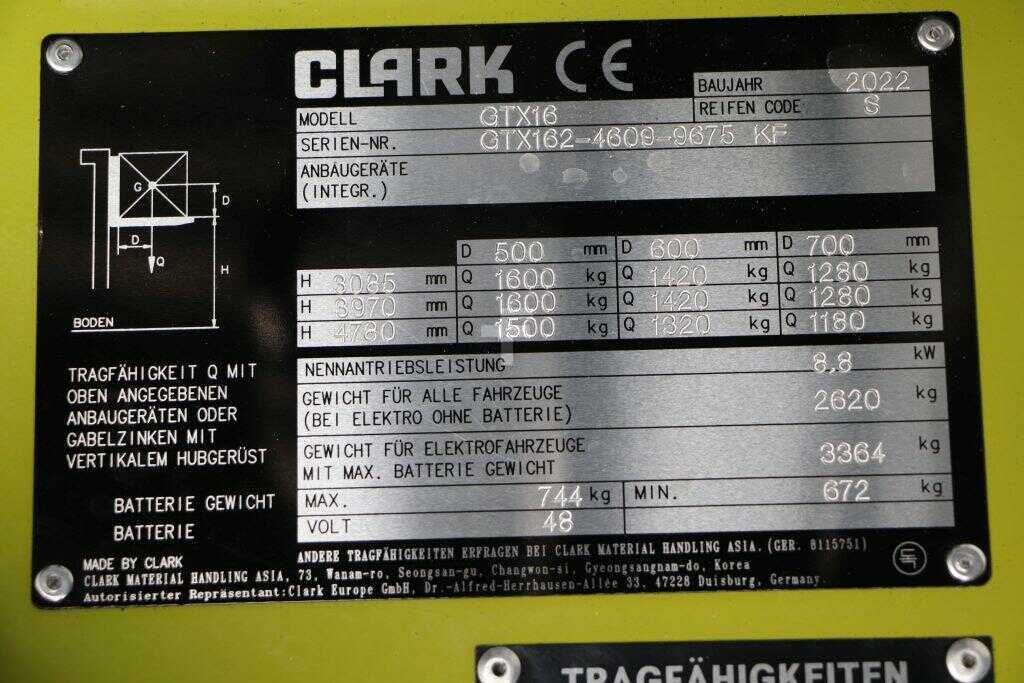 CLARK CE
BAUJAHR 2022
MODELL GTX16 REIFEN CODE S
SERIEN-NR. GTX162-4609-9675 KF
ANBAUGERÄTE
(INTEGR.)
G
D
D
Q
H
BODEN
D 500 mm D 600 mm D 700 mm
H 3085 mm Q 1600 kg Q 1420 kg Q 1280 kg
H 3970 mm Q 1600 kg Q 1420 kg Q 1280 kg
H 4780 mm Q 1500 kg Q 1320 kg Q 1180 kg
TRAGFÄHIGKEIT Q MIT
OBEN ANGEGEBENEN
ANBAUGERÄTEN ODER
GABELZINKEN MIT
VERTIKALEM HUBGERÜST
NENNANTRIEBSLEISTUNG 8,8 kW
GEWICHT FÜR ALLE FAHRZEUGE
(BEI ELEKTRO OHNE BATTERIE) 2620 kg
GEWICHT FÜR ELEKTROFAHRZEUGE
MIT MAX. BATTERIE GEWICHT 3364 kg
BATTERIE GEWICHT MAX. 744 kg MIN. 672 kg
BATTERIE VOLT 48
ANDERE TRAGFÄHIGKEITEN ERFRAGEN BEI CLARK MATERIAL HANDLING ASIA. (GER. 8115751)
MADE BY CLARK
CLARK MATERIAL HANDLING ASIA, 73, Wanam-ro, Seongsan-gu, Changwon-si, Gyeongsangnam-do, Korea
Autorisierter Repräsentant:Clark Europe GmbH, Dr.-Alfred-Herrhausen-Allée 33, 47228 Duisburg, Germany.
TRAGFÄHIGKEITEN